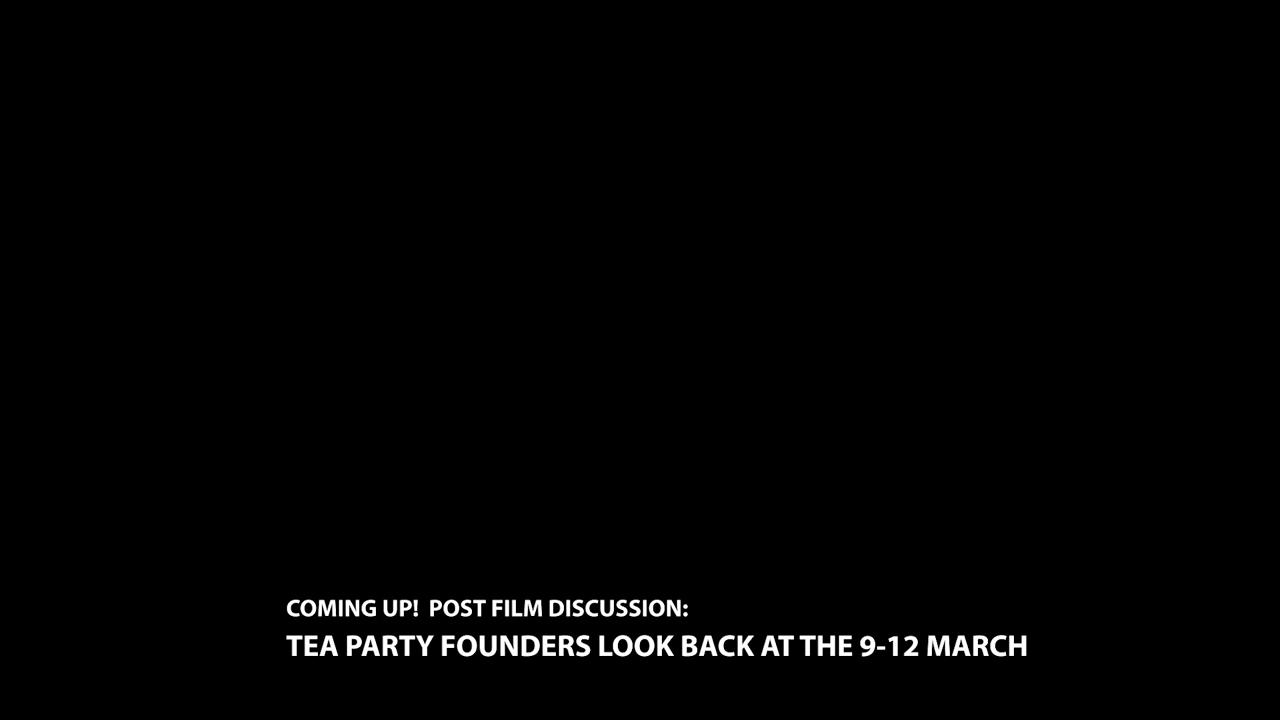 COMING UP!  POST FILM DISCUSSION:
TEA PARTY FOUNDERS LOOK BACK AT THE 9-12 MARCH